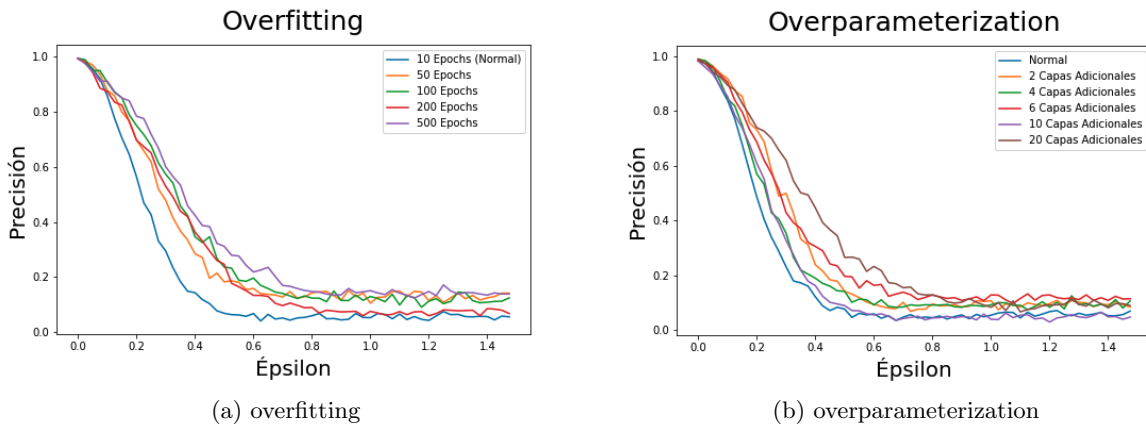 Overfitting
1.0
0.8
0.6
0.4
0.2
0.0
Precisión
10 Epochs (Normal)
50 Epochs
100 Epochs
200 Epochs
500 Epochs
0.0 0.2 0.4 0.6 0.8 1.0 1.2 1.4
Épsilon
(a) overfitting
Overparameterization
1.0
0.8
0.6
0.4
0.2
0.0
Precisión
Normal
2 Capas Adicionales
4 Capas Adicionales
6 Capas Adicionales
10 Capas Adicionales
20 Capas Adicionales
0.0 0.2 0.4 0.6 0.8 1.0 1.2 1.4
Épsilon
(b) overparameterization